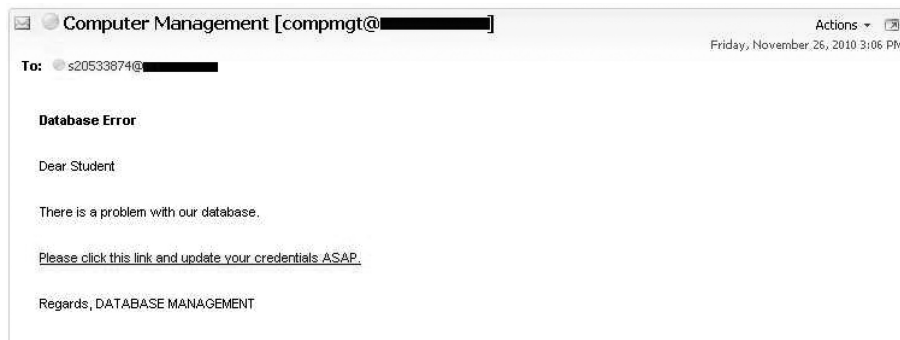 Computer Management [compmgt@ ]
Actions
Friday, November 26, 2010 3:06 PM
To: s20533874@
Database Error
Dear Student
There is a problem with our database.
Please click this link and update your credentials ASAP.
Regards, DATABASE MANAGEMENT